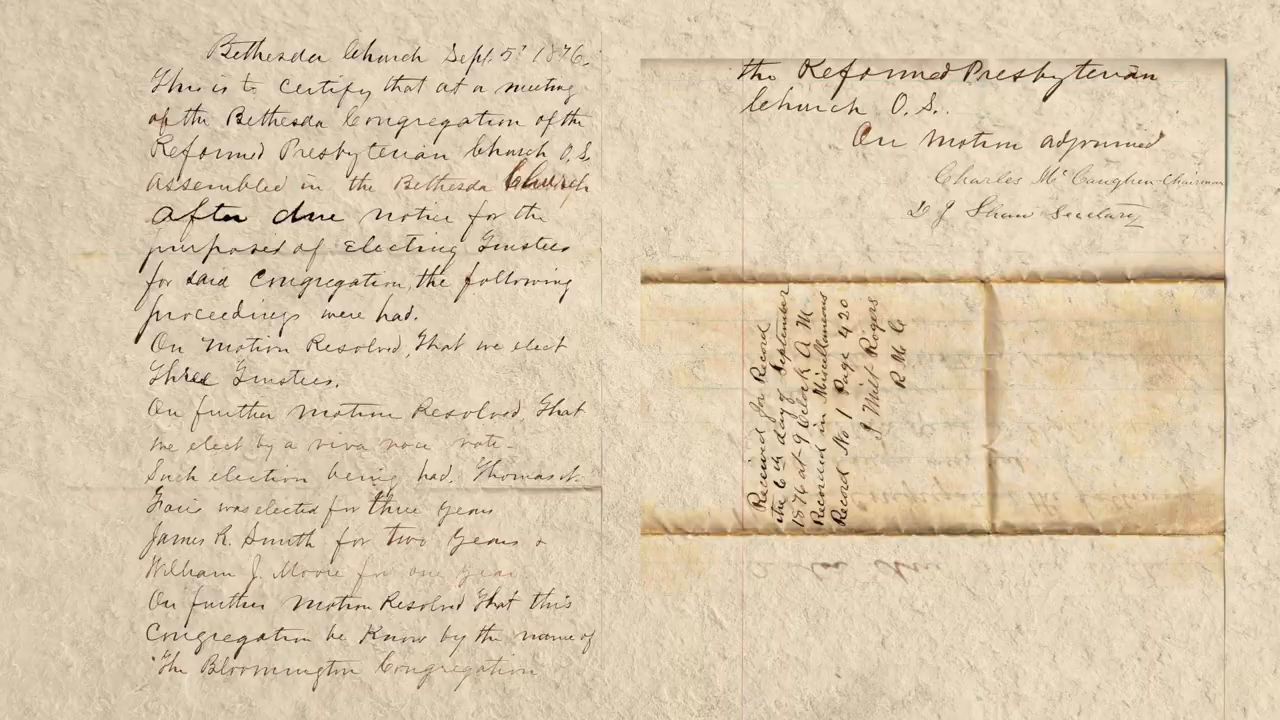 Bethesda Church Sept 5th 1876.
This is to certify that at a meeting
of the Bethesda Congregation of the
Reformed Presbyterian Church O.S.
assembled in the Bethesda Church
after due notice for the
purposed of Electing Trustees
for said Congregation, the following
proceedings were had.
On motion Resolved, That we elect
Three Trustees.
On further motion Resolved That
we elect by a viva voce vote
Such election being had. Thomas
Faris was elected for three years
James R. Smith for two years &
William J. Moore for one year
On further motion Resolved That this
Congregation be Know by the name of
"The Bloomington Congregation
the Reformed Presbyterian
Church O.S.
On motion adjourned
Charles McCaughen Chairman
D J Shaw Secretary
Received for Record
the 6th day of September
1876 at 9 Oclock A M
Recorded in Miscellaneous
Record No 1 Page 420
J Milt Rogers
R M C